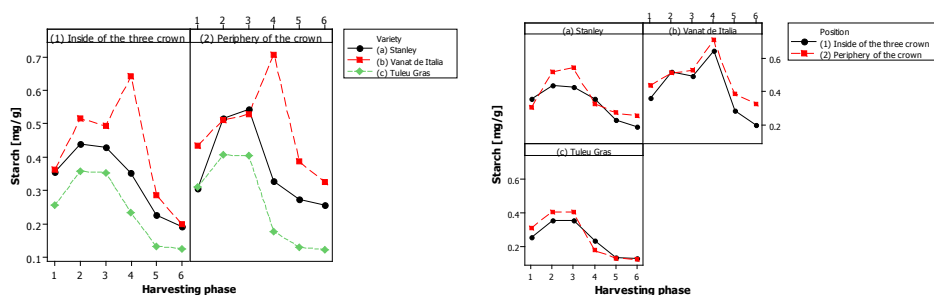 1 2 3 4 5 6
(1) Inside of the three crown
(2) Periphery of the crown
0.7
0.6
0.5
0.4
0.3
0.2
0.1
Starch [mg/g]
1 2 3 4 5 6
1 2 3 4 5 6
Harvesting phase
Variety
(a) Stanley
(b) Vanat de Italia
(c) Tuleu Gras
1 2 3 4 5 6
(a) Stanley
(b) Vanat de Italia
0.6
0.4
0.2
(c) Tuleu Gras
0.6
0.4
0.2
Starch [mg/g]
1 2 3 4 5 6
Harvesting phase
Position
(1) Inside of the three crown
(2) Periphery of the crown